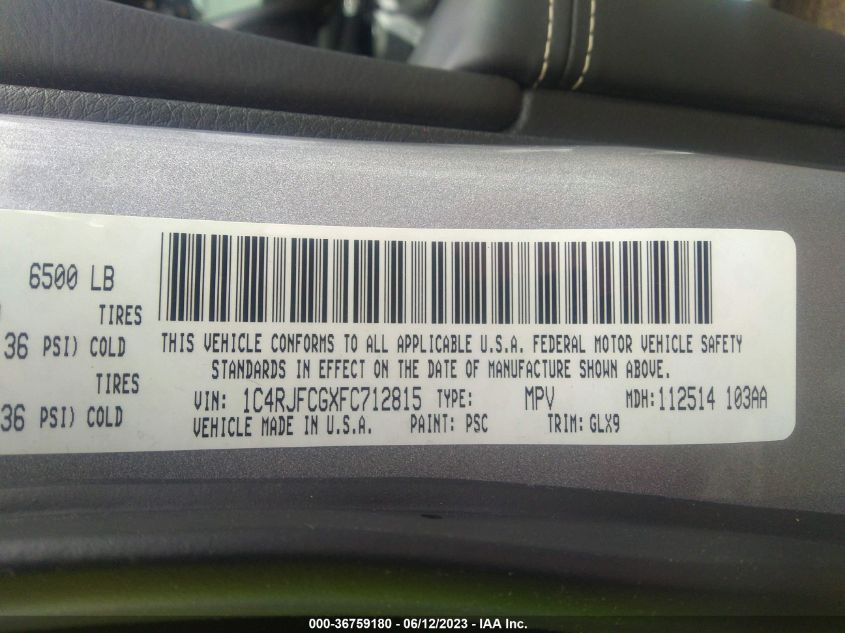 6500 LB
TIRES
36 PSI) COLD
TIRES
36 PSI) COLD
THIS VEHICLE CONFORMS TO ALL APPLICABLE U.S.A. FEDERAL MOTOR VEHICLE SAFETY
STANDARDS IN EFFECT ON THE DATE OF MANUFACTURE SHOWN ABOVE.
VIN: 1C4RJFCGXFC712815 TYPE: MPV MDH:112514 103AA
VEHICLE MADE IN U.S.A. PAINT: PSC TRIM: GLX9
000-36759180 - 06/12/2023 - IAA Inc.